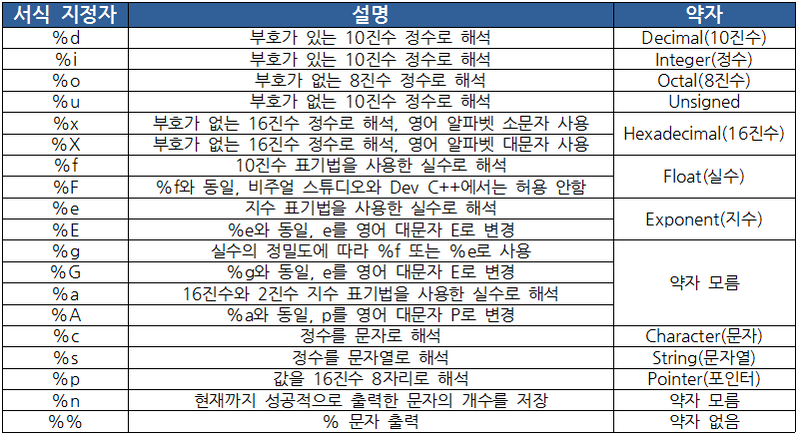 서식 지정자 설명 약자
%d 부호가 있는 10진수 정수로 해석 Decimal(10진수)
%i 부호가 있는 10진수 정수로 해석 Integer(정수)
%o 부호가 없는 8진수 정수로 해석 Octal(8진수)
%u 부호가 없는 10진수 정수로 해석 Unsigned
%x 부호가 없는 16진수 정수로 해석, 영어 알파벳 소문자 사용
Hexadecimal(16진수)
%X 부호가 없는 16진수 정수로 해석, 영어 알파벳 대문자 사용
%f 10진수 표기법을 사용한 실수로 해석
Float(실수)
%F %f와 동일, 비주얼 스튜디오와 Dev C++에서는 허용 안함
%e 지수 표기법을 사용한 실수로 해석
Exponent(지수)
%E %e와 동일, e를 영어 대문자 E로 변경
%g 실수의 정밀도에 따라 %f 또는 %e로 사용
%G %g와 동일, e를 영어 대문자 E로 변경
약자 모름
%a 16진수와 2진수 지수 표기법을 사용한 실수로 해석
%A %a와 동일, p를 영어 대문자 P로 변경
%c 정수를 문자로 해석 Character(문자)
%s 정수를 문자열로 해석 String(문자열)
%p 값을 16진수 8자리로 해석 Pointer(포인터)
%n 현재까지 성공적으로 출력한 문자의 개수를 저장 약자 모름
%% % 문자 출력 약자 없음